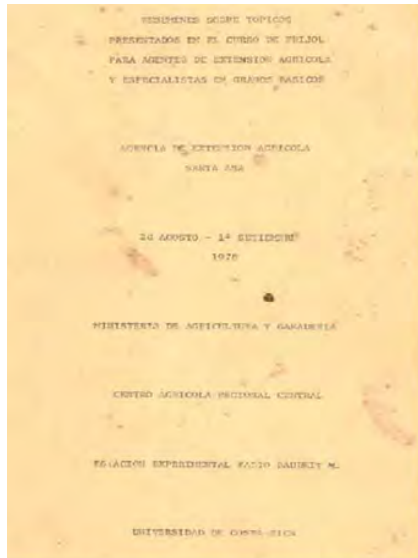 RESUMENES SOBRE TOPICOS
PRESENTADOS EN EL CURSO DE FRIJOL
PARA AGENTES DE EXTENSION AGRICOLA
Y ESPECIALISTAS EN GRANOS BASICOS
AGENCIA DE EXTENSION AGRICOLA
SANTA ANA
AGOSTO - 1º SETIEMBRE
1978
MINISTERIO DE AGRICULTURA Y GANADERIA
CENTRO AGRICOLA REGIONAL CENTRAL
ESTACION EXPERIMENTAL FABIO BAUDRIT M.
UNIVERSIDAD DE COSTA RICA